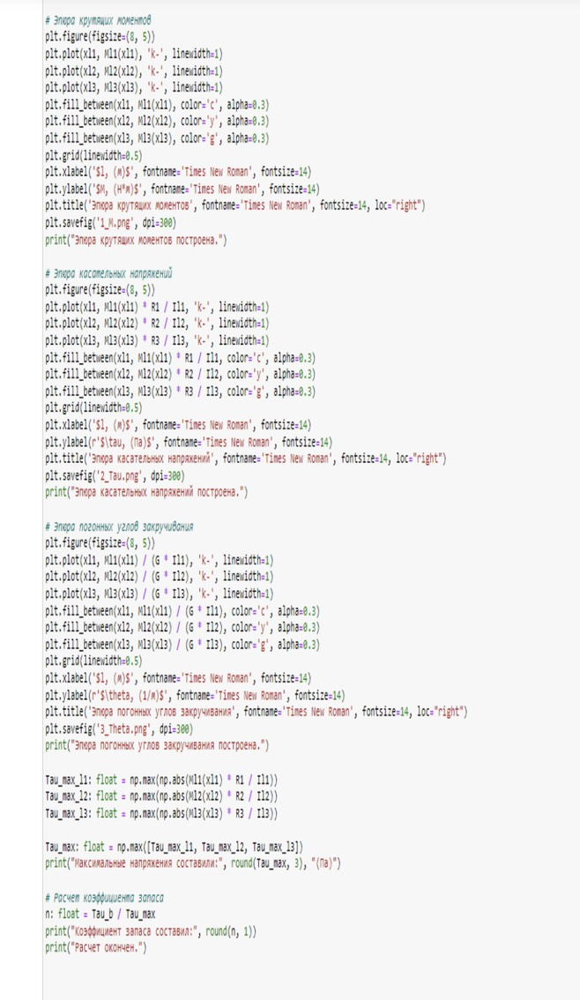 # Эпюра крутящих моментов
plt.figure(figsize=(8, 5))
plt.plot(xl1, Ml1(xl1), 'k-', linewidth=1)
plt.plot(xl2, Ml2(xl2), 'k-', linewidth=1)
plt.plot(xl3, Ml3(xl3), 'k-', linewidth=1)
plt.fill_between(xl1, Ml1(xl1), color='c', alpha=0.3)
plt.fill_between(xl2, Ml2(xl2), color='y', alpha=0.3)
plt.fill_between(xl3, Ml3(xl3), color='g', alpha=0.3)
plt.grid(linewidth=0.5)
plt.xlabel('$l, (м)$', fontname='Times New Roman', fontsize=14)
plt.ylabel('$M, (Н*м)$', fontname='Times New Roman', fontsize=14)
plt.title('Эпюра крутящих моментов', fontname='Times New Roman', fontsize=14, loc="right")
plt.savefig('1_M.png', dpi=300)
print("Эпюра крутящих моментов построена.")
# Эпюра касательных напряжений
plt.figure(figsize=(8, 5))
plt.plot(xl1, Ml1(xl1) * R1 / Il1, 'k-', linewidth=1)
plt.plot(xl2, Ml2(xl2) * R2 / Il2, 'k-', linewidth=1)
plt.plot(xl3, Ml3(xl3) * R3 / Il3, 'k-', linewidth=1)
plt.fill_between(xl1, Ml1(xl1) * R1 / Il1, color='c', alpha=0.3)
plt.fill_between(xl2, Ml2(xl2) * R2 / Il2, color='y', alpha=0.3)
plt.fill_between(xl3, Ml3(xl3) * R3 / Il3, color='g', alpha=0.3)
plt.grid(linewidth=0.5)
plt.xlabel('$l, (м)$', fontname='Times New Roman', fontsize=14)
plt.ylabel(r'$\tau, (Па)$', fontname='Times New Roman', fontsize=14)
plt.title('Эпюра касательных напряжений', fontname='Times New Roman', fontsize=14, loc="right")
plt.savefig('2_Tau.png', dpi=300)
print("Эпюра касательных напряжений построена.")
# Эпюра погонных углов закручивания
plt.figure(figsize=(8, 5))
plt.plot(xl1, Ml1(xl1) / (G * Il1), 'k-', linewidth=1)
plt.plot(xl2, Ml2(xl2) / (G * Il2), 'k-', linewidth=1)
plt.plot(xl3, Ml3(xl3) / (G * Il3), 'k-', linewidth=1)
plt.fill_between(xl1, Ml1(xl1) / (G * Il1), color='c', alpha=0.3)
plt.fill_between(xl2, Ml2(xl2) / (G * Il2), color='y', alpha=0.3)
plt.fill_between(xl3, Ml3(xl3) / (G * Il3), color='g', alpha=0.3)
plt.grid(linewidth=0.5)
plt.xlabel('$l, (м)$', fontname='Times New Roman', fontsize=14)
plt.ylabel(r'$\theta, (1/м)$', fontname='Times New Roman', fontsize=14)
plt.title('Эпюра погонных углов закручивания', fontname='Times New Roman', fontsize=14, loc="right")
plt.savefig('3_Theta.png', dpi=300)
print("Эпюра погонных углов закручивания построена.")
Tau_max_l1: float = np.max(np.abs(Ml1(xl1) * R1 / Il1))
Tau_max_l2: float = np.max(np.abs(Ml2(xl2) * R2 / Il2))
Tau_max_l3: float = np.max(np.abs(Ml3(xl3) * R3 / Il3))
Tau_max: float = np.max([Tau_max_l1, Tau_max_l2, Tau_max_l3])
print("Максимальные напряжения составили:", round(Tau_max, 3), "(Па)")
# Расчет коэффициента запаса
n: float = Tau_b / Tau_max
print("Коэффициент запаса составил:", round(n, 1))
print("Расчет окончен.")